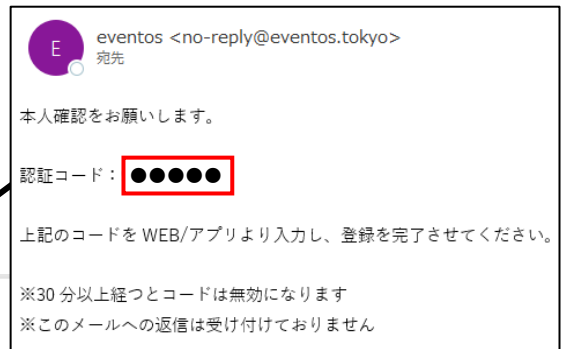 E
eventos <no-reply@eventos.tokyo>
宛先
本人確認をお願いします。
認証コード：●●●●●
上記のコードを WEB/アプリより入力し、登録を完了させてください。
※30 分以上経つとコードは無効になります
※このメールへの返信は受け付けておりません